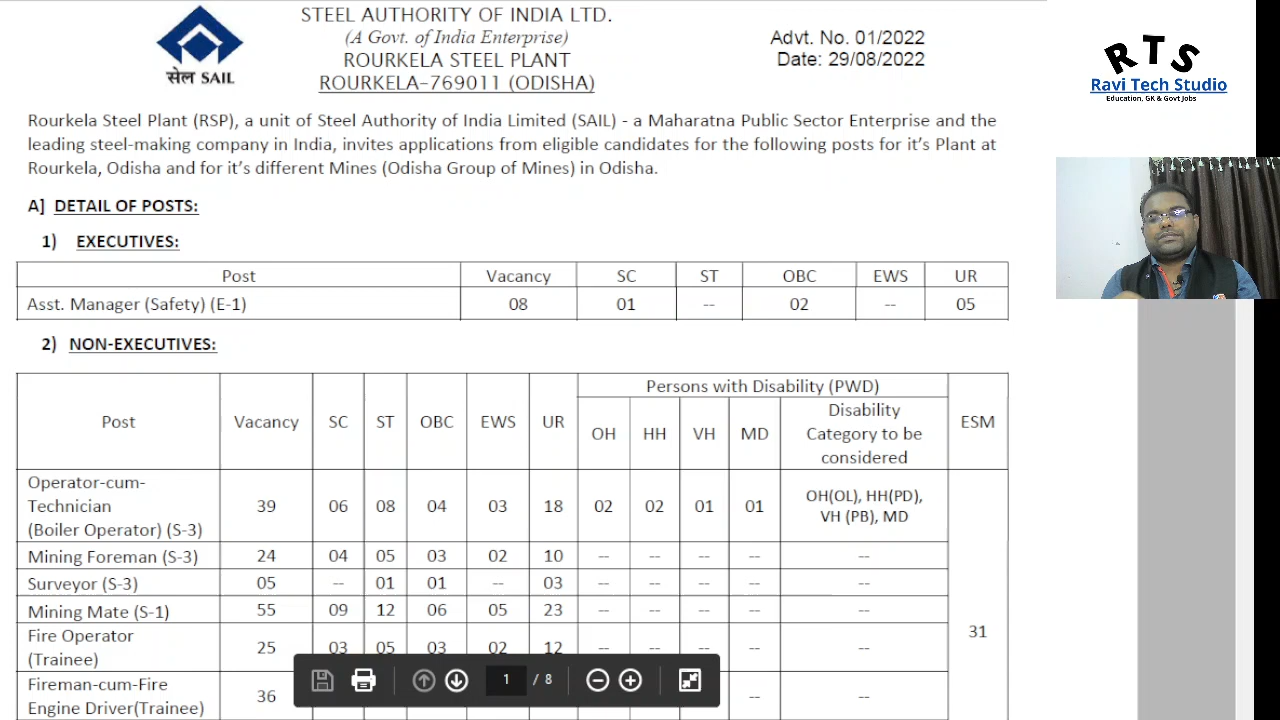 STEEL AUTHORITY OF INDIA LTD.
(A Govt. of India Enterprise)
ROURKELA STEEL PLANT
ROURKELA-769011 (ODISHA)
Advt. No. 01/2022
Date: 29/08/2022
सेल SAIL
RTS
Ravi Tech Studio
Education, GK & Govt Jobs
Rourkela Steel Plant (RSP), a unit of Steel Authority of India Limited (SAIL) - a Maharatna Public Sector Enterprise and the
leading steel-making company in India, invites applications from eligible candidates for the following posts for it's Plant at
Rourkela, Odisha and for it's different Mines (Odisha Group of Mines) in Odisha.
A] DETAIL OF POSTS:
1) EXECUTIVES:
Post Vacancy SC ST OBC EWS UR
Asst. Manager (Safety) (E-1) 08 01 -- 02 -- 05
2) NON-EXECUTIVES:
Post Vacancy SC ST OBC EWS UR Persons with Disability (PWD) ESM
OH HH VH MD Disability
Category to be
considered
Operator-cum-
Technician
(Boiler Operator) (S-3) 39 06 08 04 03 18 02 02 01 01 OH(OL), HH(PD),
VH (PB), MD
Mining Foreman (S-3) 24 04 05 03 02 10 -- -- -- -- --
Surveyor (S-3) 05 -- 01 01 -- 03 -- -- -- -- --
Mining Mate (S-1) 55 09 12 06 05 23 -- -- -- -- --
31
Fire Operator
(Trainee) 25 03 05 03 02 12 -- -- -- -- --
Fireman-cum-Fire
Engine Driver(Trainee) 36 -- --
1 / 8